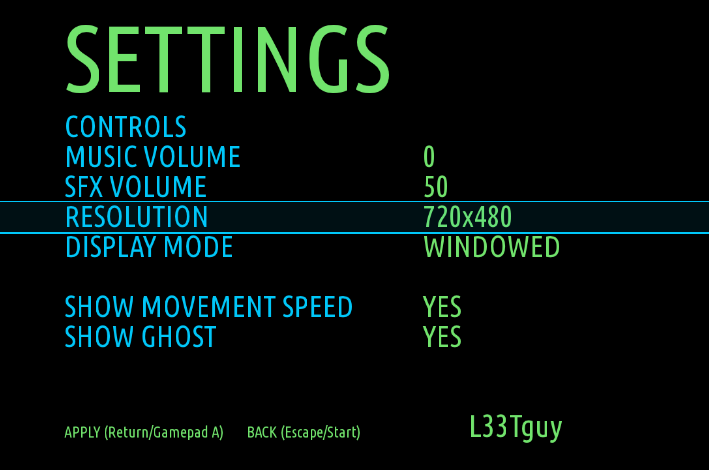 SETTINGS
CONTROLS
MUSIC VOLUME 0
SFX VOLUME 50
RESOLUTION 720x480
DISPLAY MODE WINDOWED
SHOW MOVEMENT SPEED YES
SHOW GHOST YES
APPLY (Return/Gamepad A) BACK (Escape/Start) L33Tguy